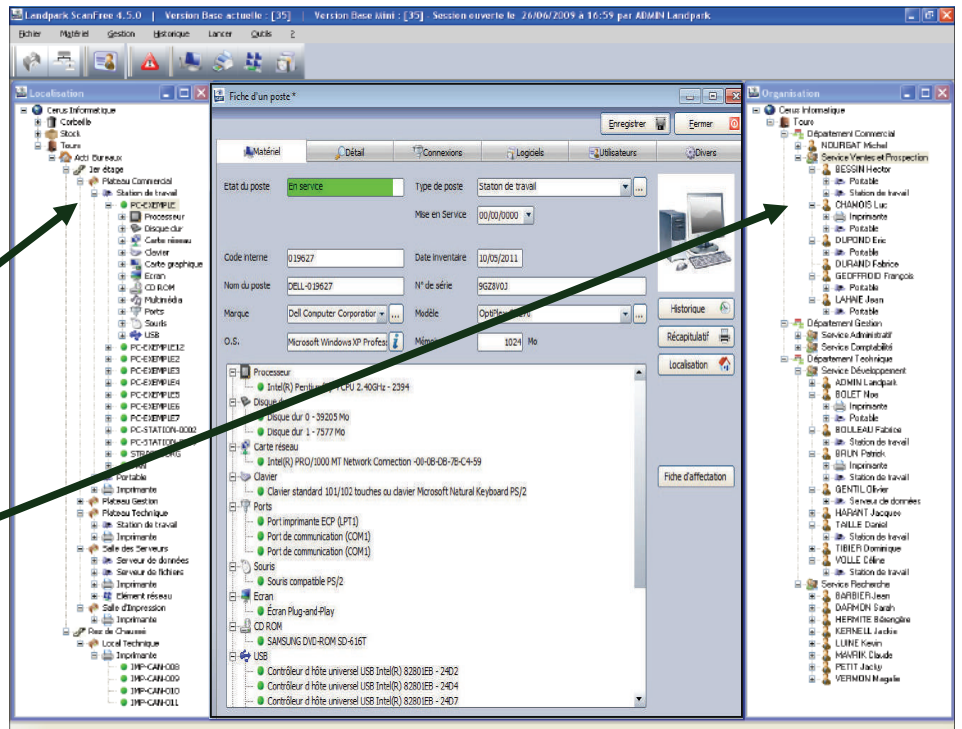 Landpark ScanFree 4.5.0 | Version Base actuelle : [35] | Version Base Mini : [35] - Session ouverte le 26/06/2009 à 16:59 par ADMIN Landpark
Fichier Matériel Gestion Historique Lancer Outils ?
Localisation
Cerus Informatique
Corbeille
Stock
Tours
Acti Bureaux
1er étage
Plateau Commercial
Station de travail
PC-EXEMPLE
Processeur
Disque dur
Carte réseau
Clavier
Carte graphique
Ecran
CD ROM
Multimédia
Ports
Souris
USB
PC-EXEMPLE12
PC-EXEMPLE2
PC-EXEMPLE3
PC-EXEMPLE4
PC-EXEMPLE5
PC-EXEMPLE6
PC-EXEMPLE7
PC-STATION-0002
Portable
Imprimante
Plateau Gestion
Plateau Technique
Station de travail
Imprimante
Salle des Serveurs
Serveur de données
Serveur de fichiers
Imprimante
Elément réseau
Salle d'Impression
Imprimante
Rez de Chaussé
Local Technique
Imprimante
IMP-CAN-008
IMP-CAN-009
IMP-CAN-010
IMP-CAN-011
Fiche d'un poste *
Enregistrer Fermer
Matériel Détail Connexions Logiciels Utilisateurs Divers
Etat du poste En service Type de poste Station de travail ...
Mse en Service 00/00/0000
Code interne 019627 Date inventaire 10/05/2011
Nom du poste DELL-019627 N° de série 9GZ8V0J
Marque Dell Computer Corporation ... Modèle ...
O.S. Microsoft Windows XP Profes: 1024 Mo
Historique
Récapitulatif
Localisation
Fiche d'affectation
Processeur
Intel(R) CPU 2.40GHz - 2394
Disque
Disque dur 0 - 39205 Mo
Disque dur 1 - 7577 Mo
Carte réseau
Intel(R) PRO/1000 MT Network Connection -00-0B-DB-7B-C4-59
Clavier
Clavier standard 101/102 touches ou clavier Microsoft Natural Keyboard PS/2
Ports
Port imprimante ECP (LPT1)
Port de communication (COM1)
Port de communication (COM1)
Souris
Souris compatible PS/2
Ecran
Écran Plug-and-Play
CD ROM
SAMSUNG DVD-ROM SD-616T
USB
Contrôleur d hôte universel USB Intel(R) 82801EB - 24D2
Contrôleur d hôte universel USB Intel(R) 82801EB - 24D4
Contrôleur d hôte universel USB Intel(R) 82801EB - 24D7
Organisation
Cerus Informatique
Tours
Département Commercial
NOURGAT Michel
Service Ventes et Prospection
BESSIN Hector
Portable
Station de travail
CHAMOIS Luc
Imprimante
Portable
DUPOND Eric
Portable
DURAND Fabrice
GEOFFROID François
Portable
LAHNE Jean
Portable
Département Gestion
Service Administratif
Service Comptabilité
Département Technique
Service Développement
ADMIN Landpark
BOLET Noe
Imprimante
Portable
BOULEAU Fabrice
Station de travail
BRUN Patrick
Imprimante
Station de travail
GENTIL Olivier
Serveur de données
HARANT Jacques
TAILLE Daniel
Station de travail
TIBIER Dominique
VOLLE Céline
Station de travail
Service Recherche
BARBIER Jean
DARMON Sarah
HERMITE Bérengère
KERNELL Jackie
LUINE Kevin
MAVRIK Claude
PETIT Jacky
VERMON Magalie